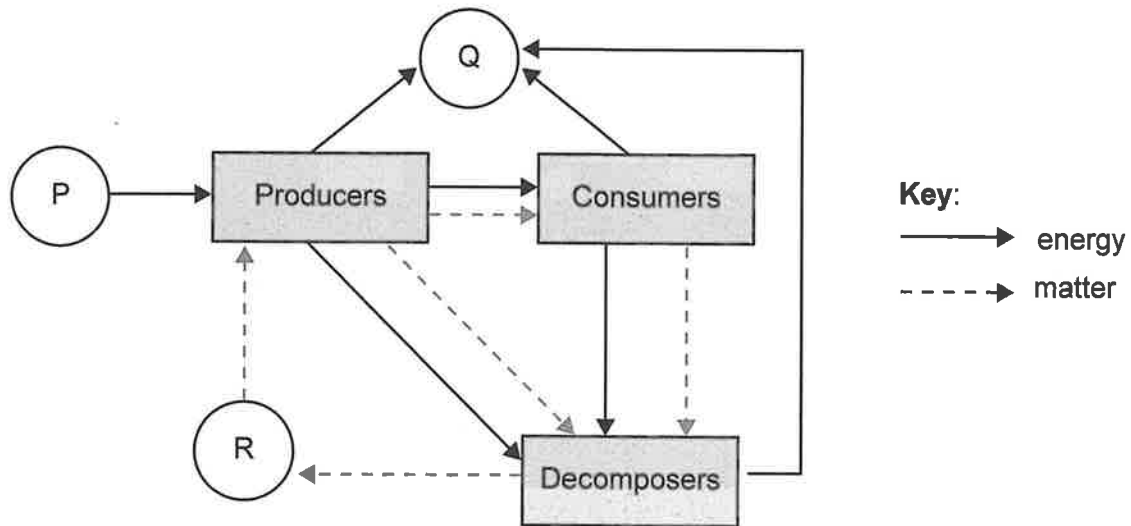 Q
P
Producers
Consumers
Key:
energy
matter
R
Decomposers